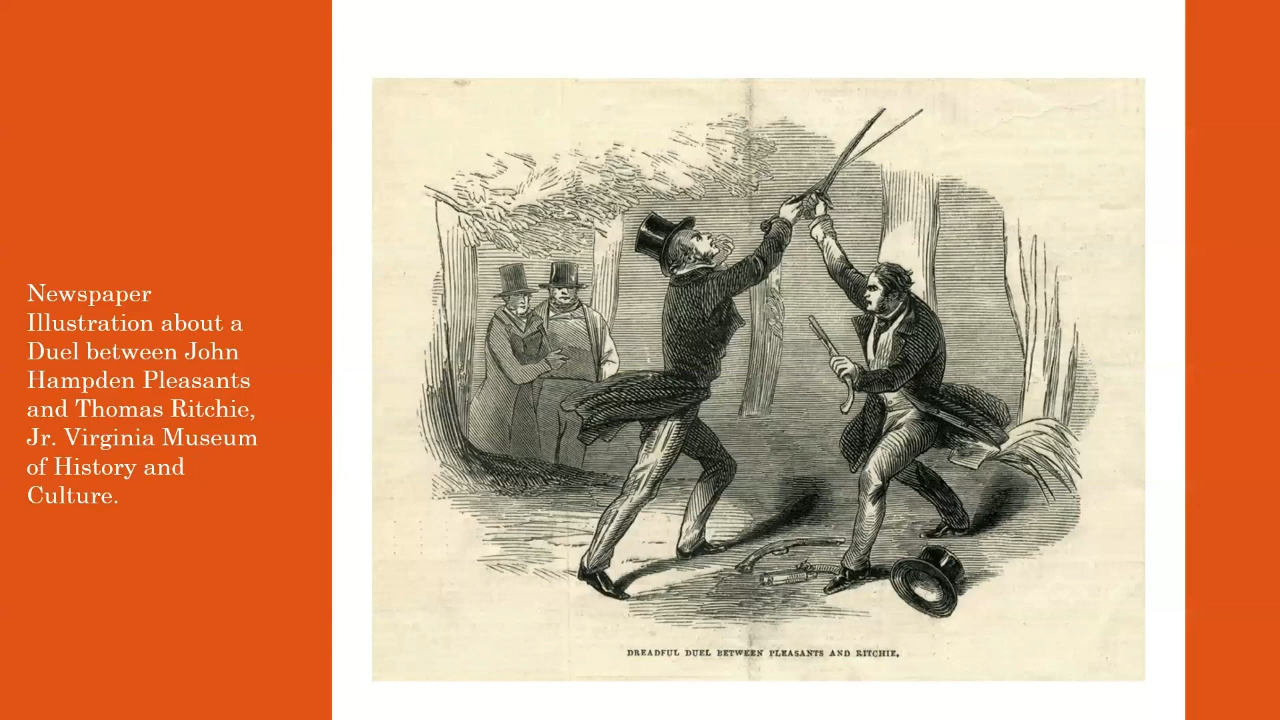 Newspaper
Illustration about a
Duel between John
Hampden Pleasants
and Thomas Ritchie,
Jr. Virginia Museum
of History and
Culture.
DREADFUL DUEL BETWEEN PLEASANTS AND RITCHIE.